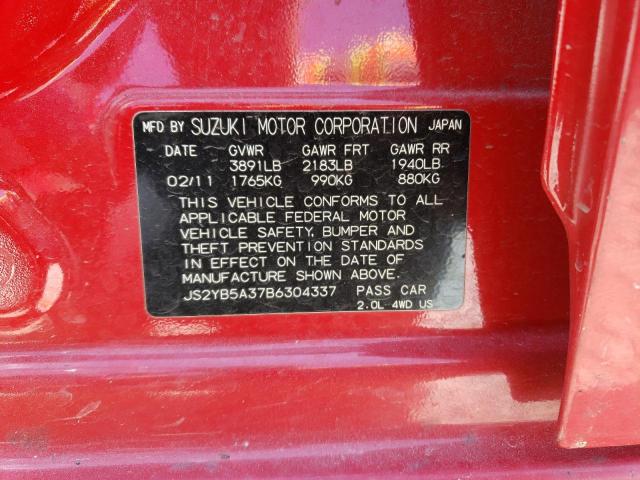 MFD BY SUZUKI MOTOR CORPORATION JAPAN
DATE GVWR GAWR FRT GAWR RR
3891LB 2183LB 1940LB
02/11 1765KG 990KG 880KG
THIS VEHICLE CONFORMS TO ALL
APPLICABLE FEDERAL MOTOR
VEHICLE SAFETY, BUMPER AND
THEFT PREVENTION STANDARDS
IN EFFECT ON THE DATE OF
MANUFACTURE SHOWN ABOVE.
JS2YB5A37B6304337 PASS CAR
2.0L 4WD US